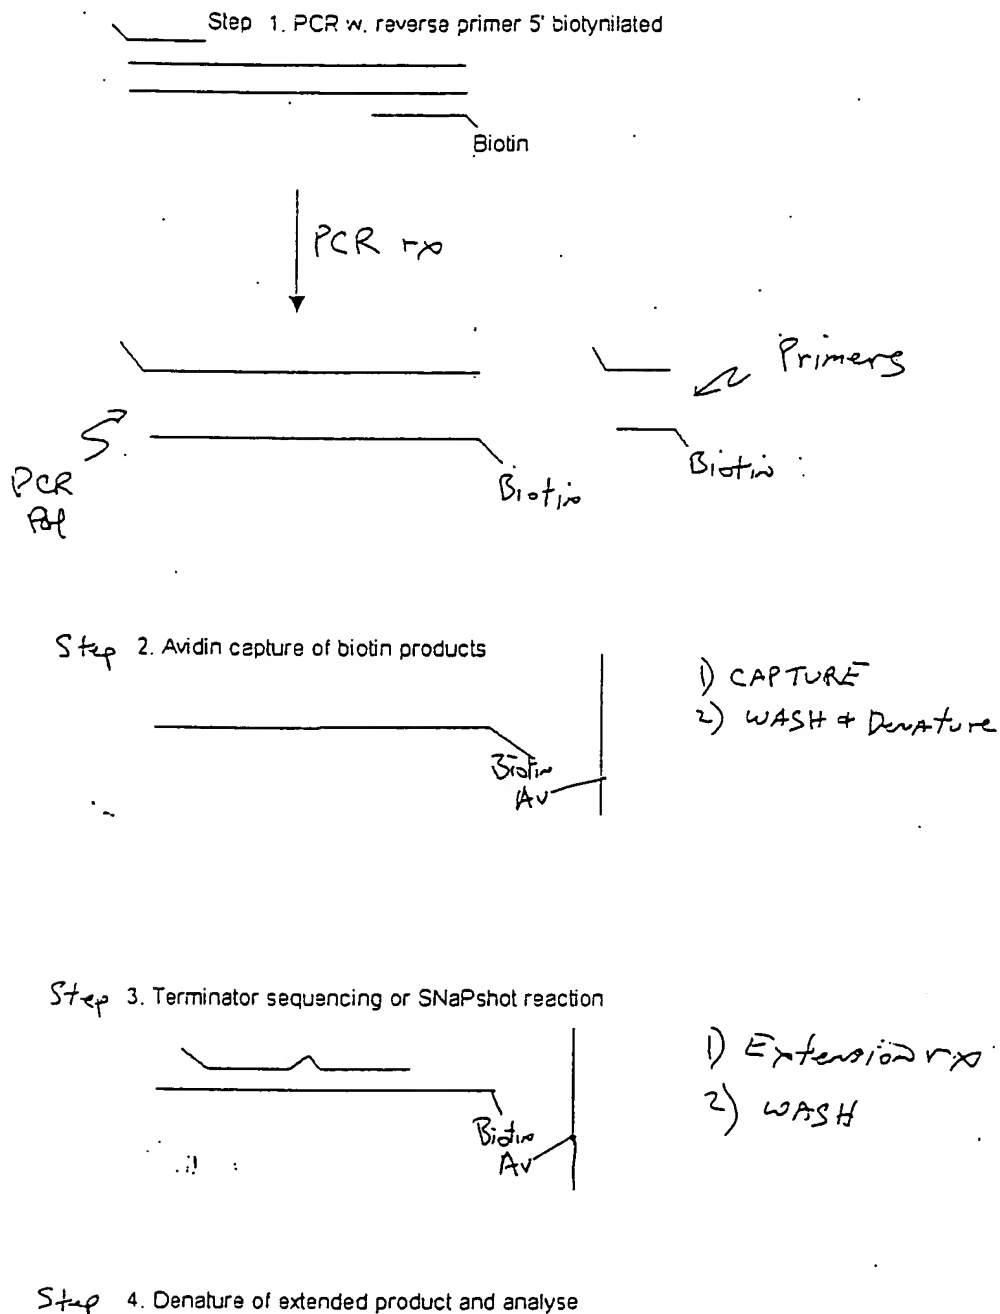 Step 1. PCR w. reverse primer 5' biotynilated
Biotin
PCR rx
Primers
PCR
Pol
Biotin
Biotin :
Step 2. Avidin capture of biotin products
1) CAPTURE
2) WASH + Denature
Biotin
Av
Step 3. Terminator sequencing or SNaPshot reaction
1) Extension rx
2) WASH
Biotin
Av
Step 4. Denature of extended product and analyse